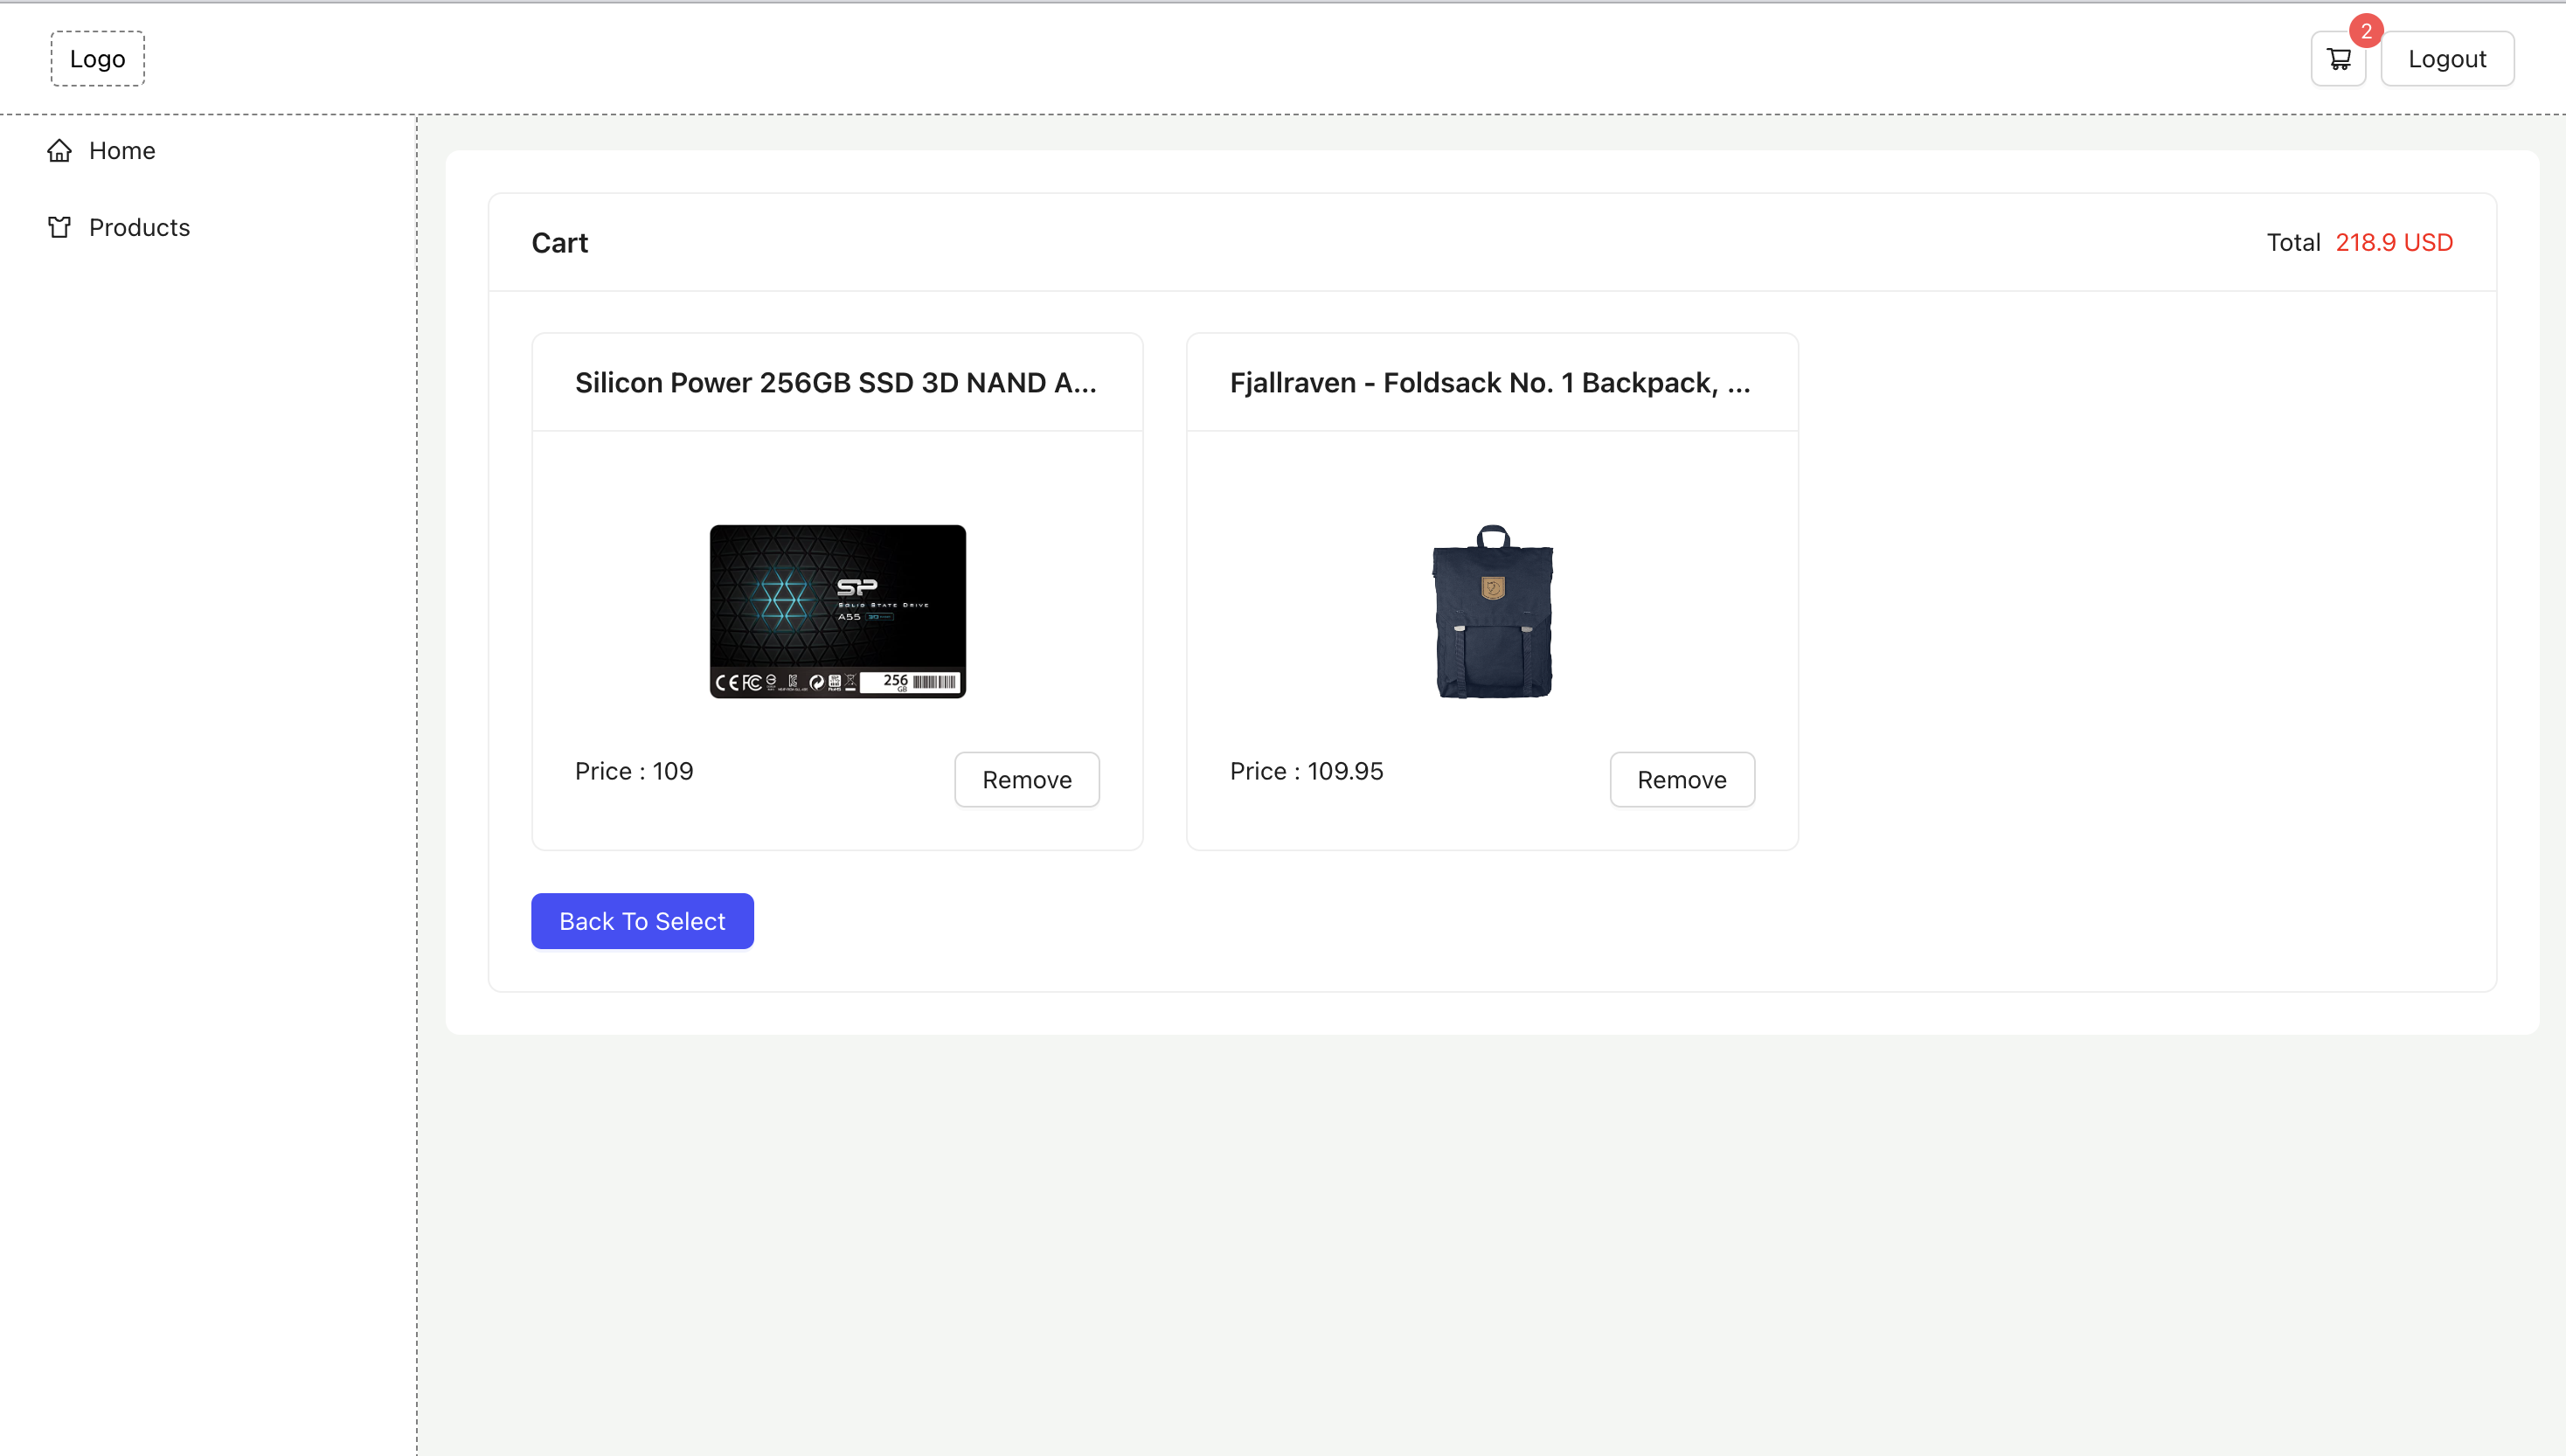 Logo
2
Logout
Home
Products
Cart
Total 218.9 USD
Silicon Power 256GB SSD 3D NAND A...
SP
Solid State Drive
A55
256
GB
Price : 109
Remove
Fjallraven - Foldsack No. 1 Backpack, ...
Price : 109.95
Remove
Back To Select